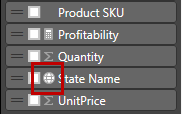 Product SKU
Profitability
Quantity
State Name
UnitPrice